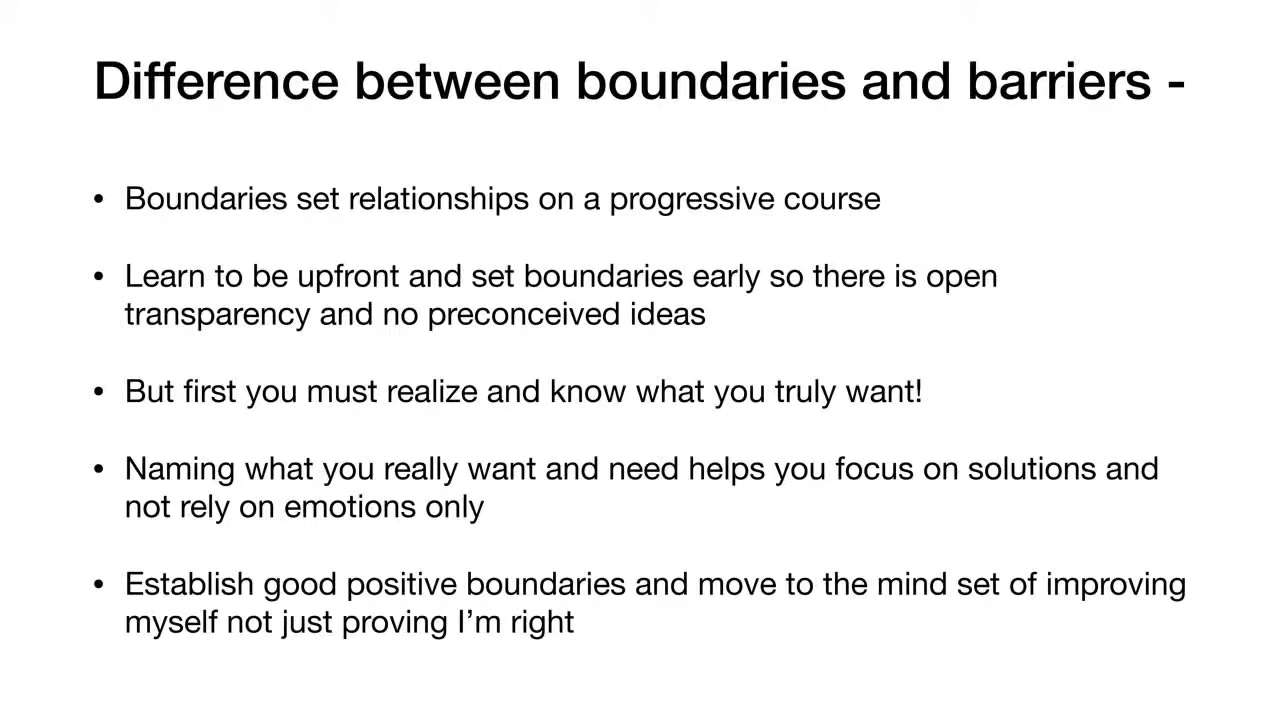 Difference between boundaries and barriers -
• Boundaries set relationships on a progressive course
• Learn to be upfront and set boundaries early so there is open
transparency and no preconceived ideas
• But first you must realize and know what you truly want!
• Naming what you really want and need helps you focus on solutions and
not rely on emotions only
• Establish good positive boundaries and move to the mind set of improving
myself not just proving I’m right